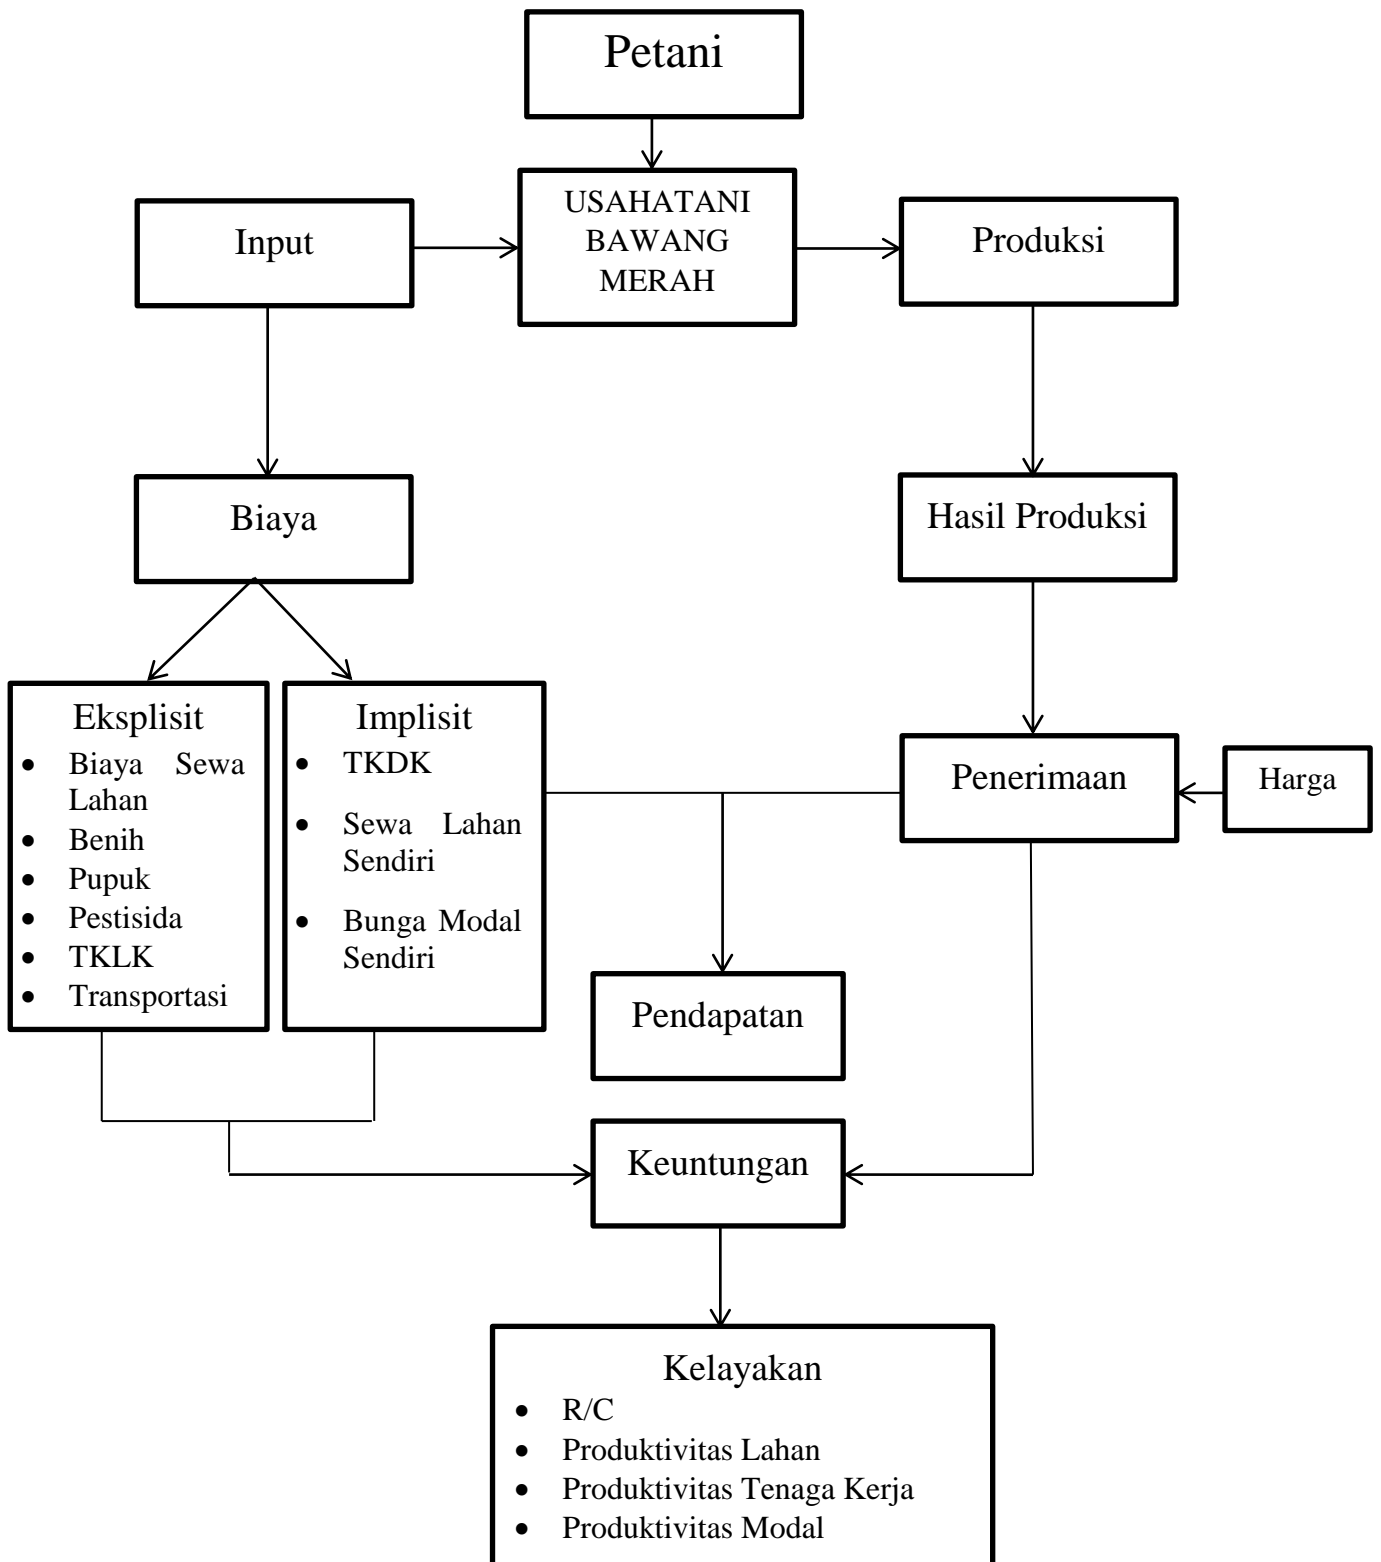 Petani
Input
USAHATANI
BAWANG
MERAH
Produksi
Biaya
Hasil Produksi
Eksplisit
• Biaya Sewa
Lahan
• Benih
• Pupuk
• Pestisida
• TKLK
• Transportasi
Implisit
• TKDK
• Sewa Lahan
Sendiri
• Bunga Modal
Sendiri
Penerimaan
Harga
Pendapatan
Keuntungan
Kelayakan
• R/C
• Produktivitas Lahan
• Produktivitas Tenaga Kerja
• Produktivitas Modal